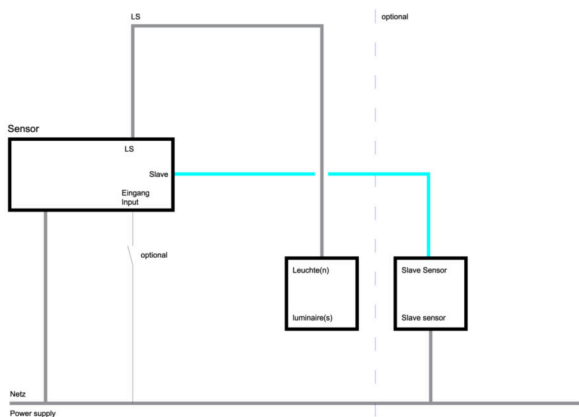 LS
optional
Sensor
LS
Slave
Eingang
Input
optional
Leuchte(n)
luminaire(s)
Slave Sensor
Slave sensor
Netz
Power supply